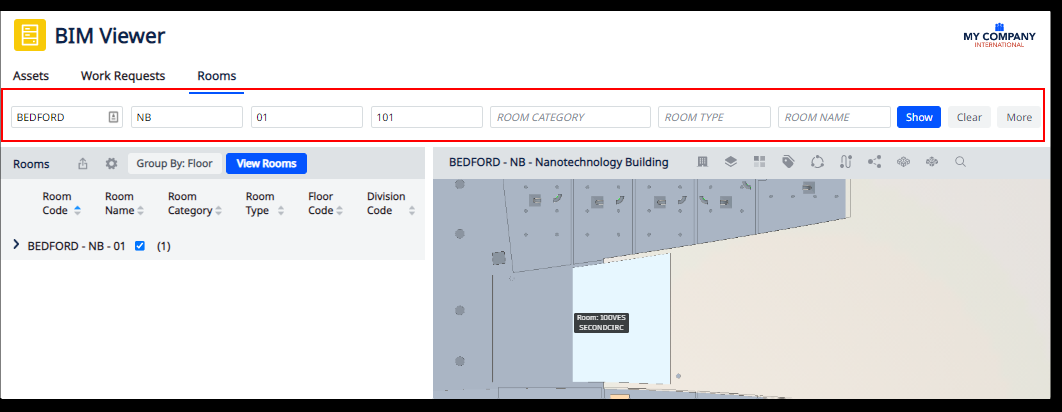 BIM Viewer
MY COMPANY
INTERNATIONAL
Assets Work Requests Rooms
BEDFORD NB 01 101 ROOM CATEGORY ROOM TYPE ROOM NAME Show Clear More
Rooms Group By: Floor View Rooms BEDFORD - NB - Nanotechnology Building
Room Room Room Room Floor Division
Code Name Category Type Code Code
BEDFORD - NB - 01 (1)
Room: 100VES
SECONDCIRC